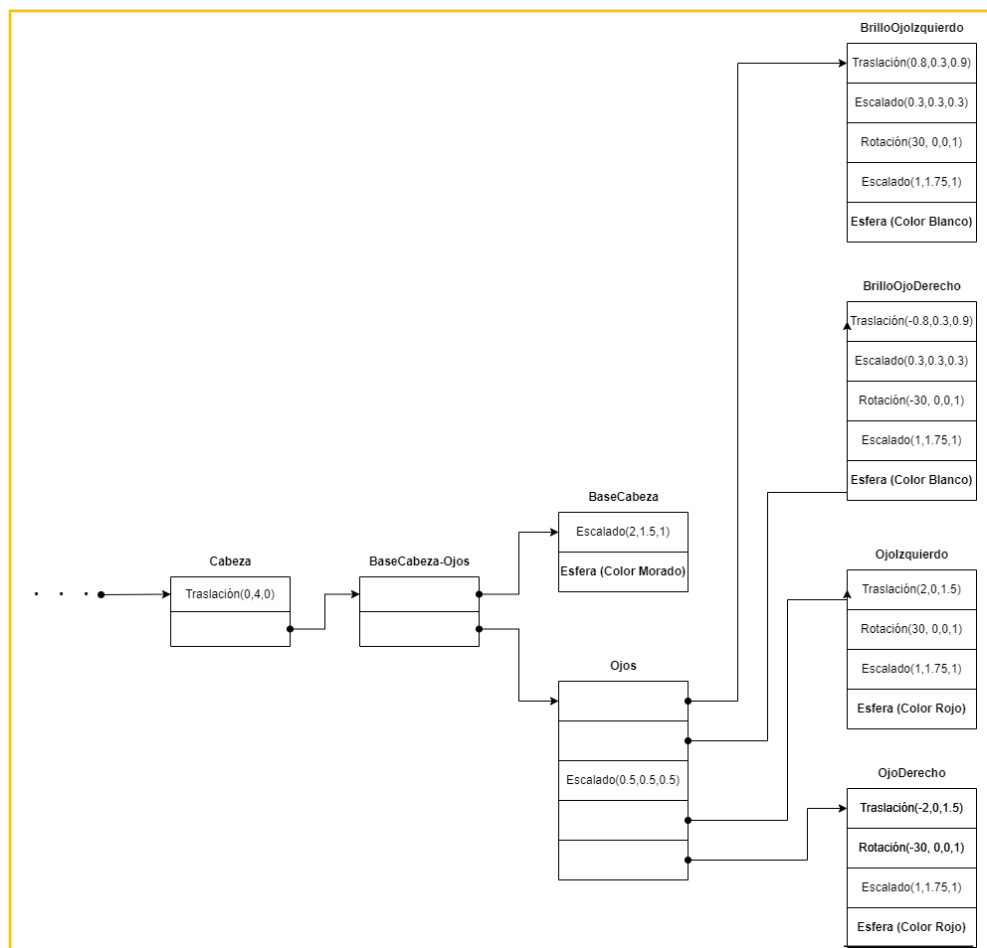 BrilloOjoIzquierdo
Traslación(0.8,0.3,0.9)
Escalado(0.3,0.3,0.3)
Rotación(30, 0,0,1)
Escalado(1,1.75,1)
Esfera (Color Blanco)
BrilloOjoDerecho
Traslación(-0.8,0.3,0.9)
Escalado(0.3,0.3,0.3)
Rotación(-30, 0,0,1)
Escalado(1,1.75,1)
Esfera (Color Blanco)
BaseCabeza
Escalado(2,1.5,1)
Esfera (Color Morado)
Cabeza
Traslación(0,4,0)
BaseCabeza-Ojos
Ojos
Escalado(0.5,0.5,0.5)
OjoIzquierdo
Traslación(2,0,1.5)
Rotación(30, 0,0,1)
Escalado(1,1.75,1)
Esfera (Color Rojo)
OjoDerecho
Traslación(-2,0,1.5)
Rotación(-30, 0,0,1)
Escalado(1,1.75,1)
Esfera (Color Rojo)